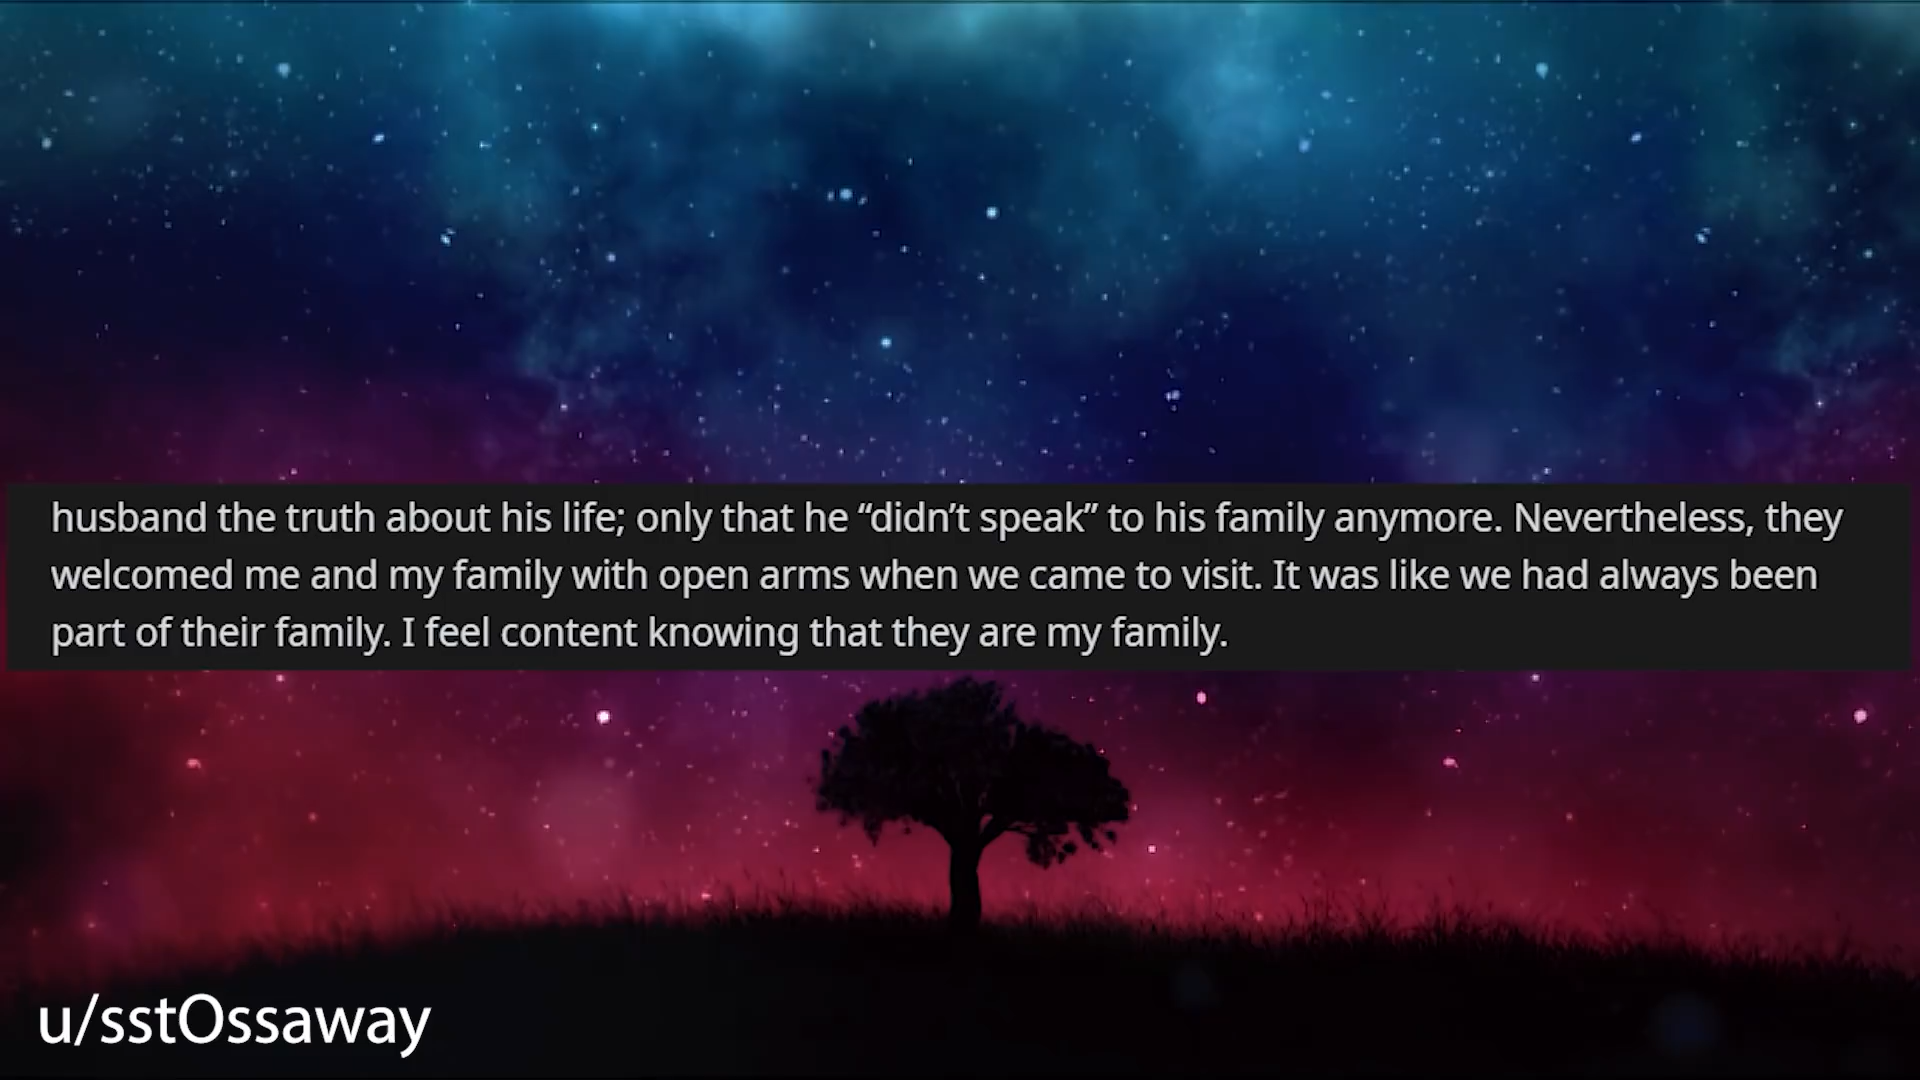 husband the truth about his life; only that he “didn’t speak” to his family anymore. Nevertheless, they
welcomed me and my family with open arms when we came to visit. It was like we had always been
part of their family. I feel content knowing that they are my family.
u/sstOssaway